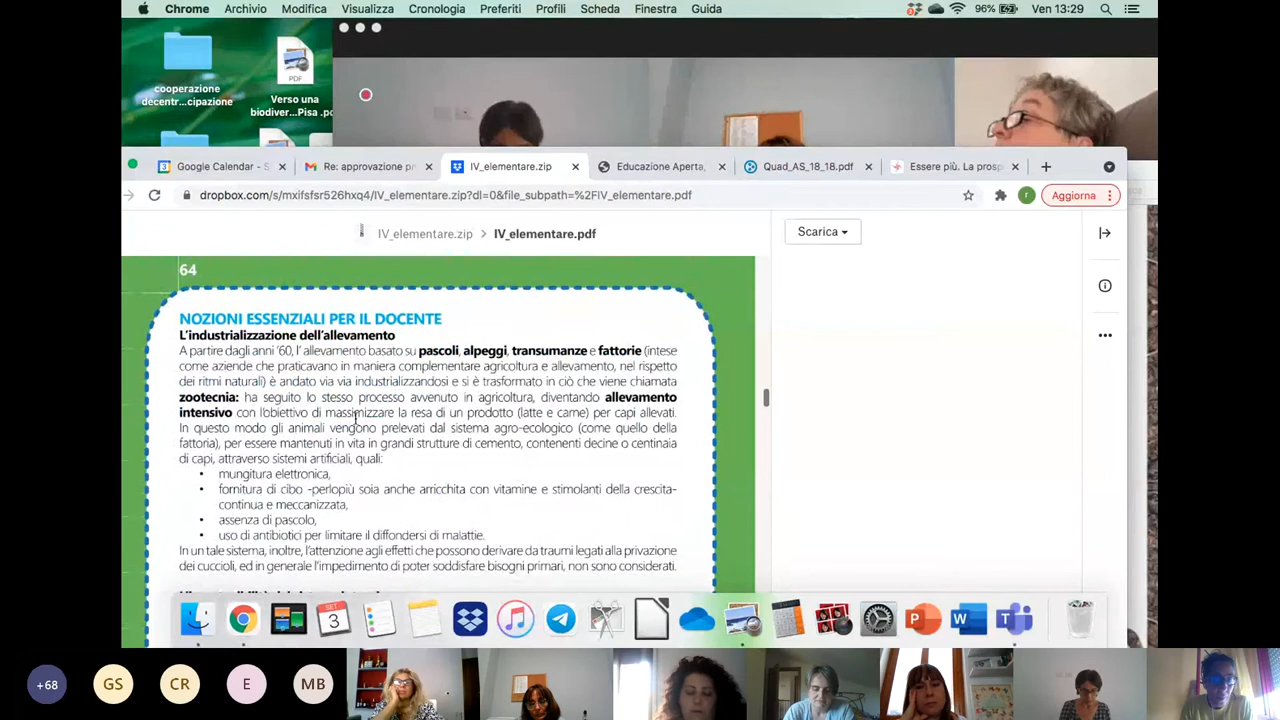 Chrome Archivio Modifica Visualizza Cronologia Preferiti Profili Scheda Finestra Guida 96% Ven 13:29
cooperazione
decentr...cipazione
PDF
Verso una
biodiver...Pisa .pc
Google Calendar - S
Re: approvazione pr
IV_elementare.zip
Educazione Aperta,
Quad_AS_18_18.pdf
Essere più. La prosp
dropbox.com/s/mxifsfsr526hxq4/IV_elementare.zip?dl=0&file_subpath=%2FIV_elementare.pdf
Aggiorna
IV_elementare.zip > IV_elementare.pdf
Scarica
64
NOZIONI ESSENZIALI PER IL DOCENTE
L'industrializzazione dell'allevamento
A partire dagli anni '60, l' allevamento basato su pascoli, alpeggi, transumanze e fattorie (intese
come aziende che praticavano in maniera complementare agricoltura e allevamento, nel rispetto
dei ritmi naturali) è andato via via industrializzandosi e si è trasformato in ciò che viene chiamata
zootecnia: ha seguito lo stesso processo avvenuto in agricoltura, diventando allevamento
intensivo con l'obiettivo di massimizzare la resa di un prodotto (latte e carne) per capi allevati.
In questo modo gli animali vengono prelevati dal sistema agro-ecologico (come quello della
fattoria), per essere mantenuti in vita in grandi strutture di cemento, contenenti decine o centinaia
di capi, attraverso sistemi artificiali, quali:
• mungitura elettronica,
• fornitura di cibo -perlopiù soia anche arricchita con vitamine e stimolanti della crescita-
continua e meccanizzata,
• assenza di pascolo,
• uso di antibiotici per limitare il diffondersi di malattie.
In un tale sistema, inoltre, l'attenzione agli effetti che possono derivare da traumi legati alla privazione
dei cuccioli, ed in generale l'impedimento di poter soddisfare bisogni primari, non sono considerati.
SET
3
+68
GS
CR
E
MB